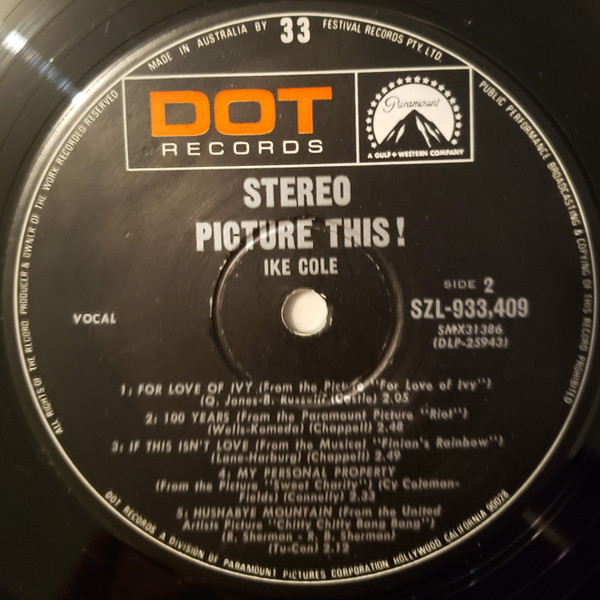 MADE IN AUSTRALIA BY 33 FESTIVAL RECORDS PTY. LTD.
DOT
RECORDS
Paramount
A GULF + WESTERN COMPANY
STEREO
PICTURE THIS!
IKE COLE
SIDE 2
VOCAL
SZL-933,409
SMX31386
(DLP-25943)
1; FOR LOVE OF IVY (From the Picture "For Love of Ivy")
(Q. Jones-B. Russell) (Castle) 2.05
2: 100 YEARS (From the Paramount Picture "Riot")
(Wells-Komeda) (Chappell) 2.48
3: IF THIS ISN'T LOVE (From the Musical "Finian's Rainbow")
(Lane-Harburg) (Chappell) 2.49
4: MY PERSONAL PROPERTY
(From the Picture "Sweet Charity") (Cy Coleman-
Fields) (Connelly) 2.33
5: HUSHABYE MOUNTAIN (From the United
Artists Picture "Chitty Chitty Bang Bang")
(R. Sherman - R. B. Sherman)
(Tu-Con) 2.12
ALL RIGHTS OF THE RECORD PRODUCER & OWNER OF THE WORK RECORDED RESERVED
PUBLIC PERFORMANCE BROADCASTING & COPYING OF THIS RECORD PROHIBITED
DOT RECORDS, A DIVISION OF PARAMOUNT PICTURES CORPORATION HOLLYWOOD CALIFORNIA 90028